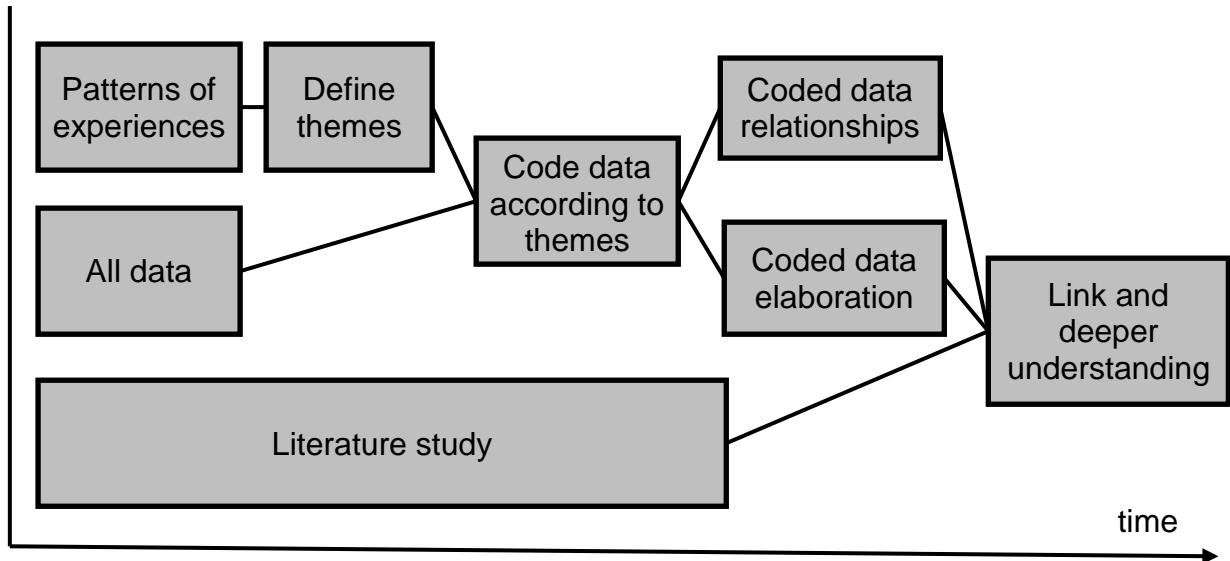 Patterns of
experiences
Define
themes
All data
Code data
according to
themes
Coded data
relationships
Coded data
elaboration
Link and
deeper
understanding
Literature study
time